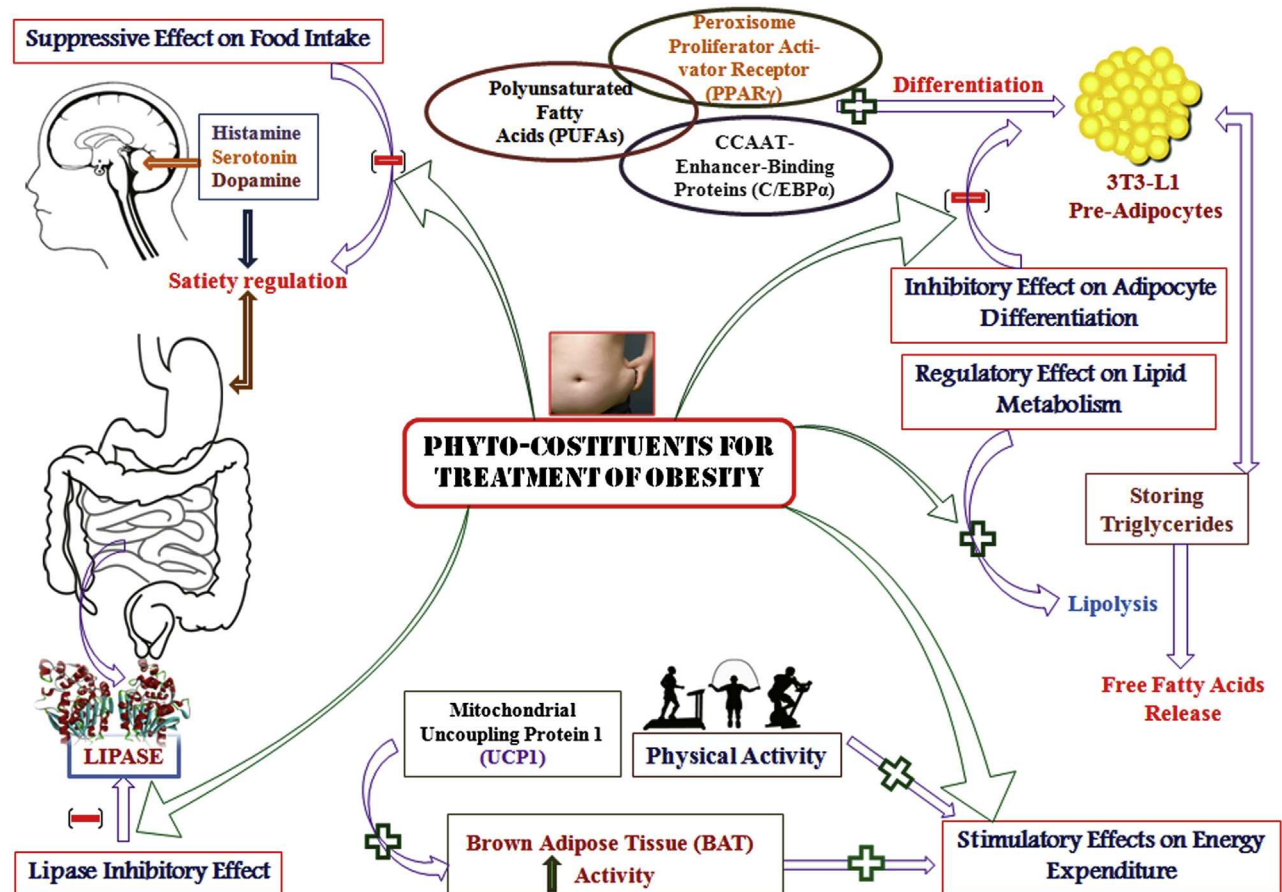 Suppressive Effect on Food Intake
Histamine
Serotonin
Dopamine
Satiety regulation
LIPASE
Lipase Inhibitory Effect
Polyunsaturated
Fatty
Acids (PUFAs)
Peroxisome
Proliferator Acti-
vator Receptor
(PPARγ)
CCAAT-
Enhancer-Binding
Proteins (C/EBPα)
Differentiation
3T3-L1
Pre-Adipocytes
Inhibitory Effect on Adipocyte
Differentiation
Regulatory Effect on Lipid
Metabolism
PHYTO-COSTITUENTS FOR
TREATMENT OF OBESITY
Storing
Triglycerides
Lipolysis
Free Fatty Acids
Release
Mitochondrial
Uncoupling Protein 1
(UCP1)
Physical Activity
Brown Adipose Tissue (BAT)
Activity
Stimulatory Effects on Energy
Expenditure